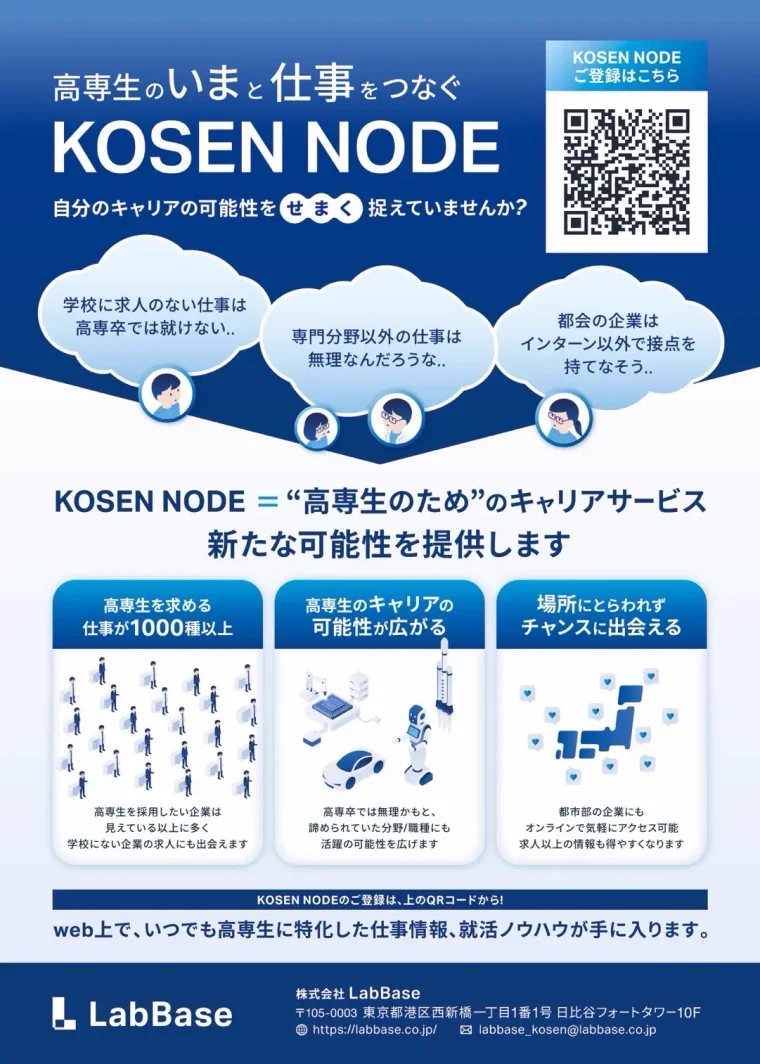 高専生のいまと仕事をつなぐ
KOSEN NODE
自分のキャリアの可能性をせまく捉えていませんか?
KOSEN NODE
ご登録はこちら
学校に求人のない仕事は
高専卒では就けない..
専門分野以外の仕事は
無理なんだろうな..
都会の企業は
インターン以外で接点を
持てなそう..
KOSEN NODE = “高専生のため”のキャリアサービス
新たな可能性を提供します
高専生を求める
仕事が1000種以上
高専生を採用したい企業は
見えている以上に多く
学校にない企業の求人にも出会えます
高専生のキャリアの
可能性が広がる
高専卒では無理かもと、
諦められていた分野/職種にも
活躍の可能性を広げます
場所にとらわれず
チャンスに出会える
都市部の企業にも
オンラインで気軽にアクセス可能
求人以上の情報も得やすくなります
KOSEN NODEのご登録は、上のQRコードから!
web上で、いつでも高専生に特化した仕事情報、就活ノウハウが手に入ります。
LabBase
株式会社 LabBase
〒105-0003 東京都港区西新橋一丁目1番1号 日比谷フォートタワー10F
https://labbase.co.jp/ labbase_kosen@labbase.co.jp